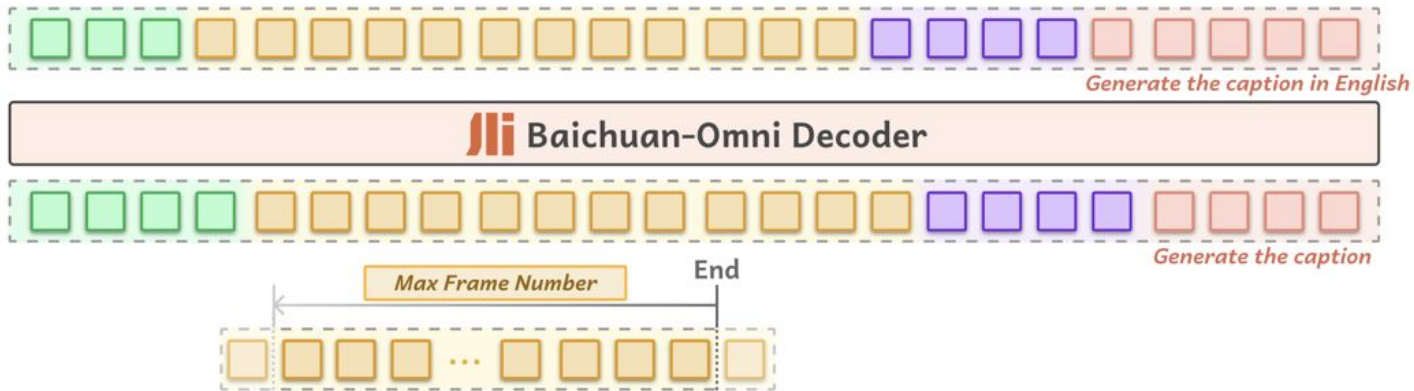 Generate the caption in English
Baichuan-Omni Decoder
Generate the caption
End
Max Frame Number
...